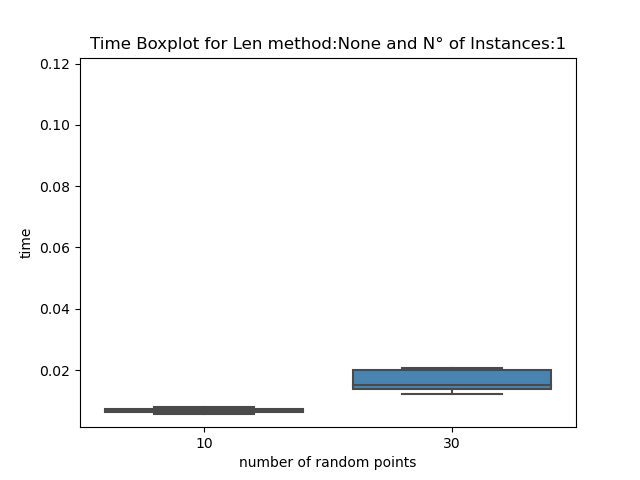 Time Boxplot for Len method:None and N° of Instances:1
0.12
0.10
0.08
0.06
0.04
0.02
time
10
30
number of random points